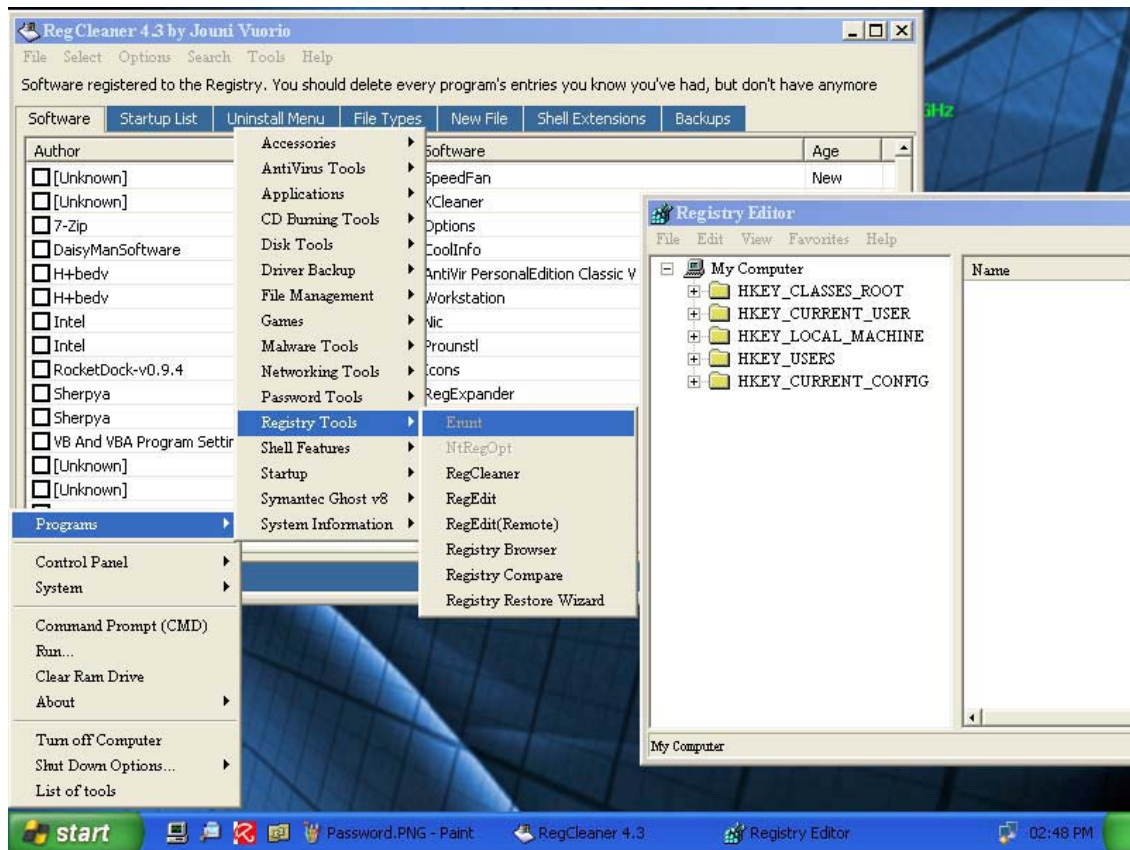 RegCleaner 4.3 by Jouni Vuorio
File Select Options Search Tools Help
Software registered to the Registry. You should delete every program's entries you know you've had, but don't have anymore
Software Startup List Uninstall Menu File Types New File Shell Extensions Backups
GHz
Author Software Age
[Unknown] SpeedFan New
[Unknown] XCleaner
7-Zip Options
DaisyManSoftware CoolInfo
H+bedv AntiVir PersonalEdition Classic V
H+bedv Workstation
Intel Nic
Intel Prounstl
RocketDock-v0.9.4 Icons
Sherpya RegExpander
Sherpya
VB And VBA Program Settin
[Unknown]
[Unknown]
Accessories
AntiVirus Tools
Applications
CD Burning Tools
Disk Tools
Driver Backup
File Management
Games
Malware Tools
Networking Tools
Password Tools
Registry Tools
Shell Features
Startup
Symantec Ghost v8
System Information
Erunt
NtRegOpt
RegCleaner
RegEdit
RegEdit(Remote)
Registry Browser
Registry Compare
Registry Restore Wizard
Programs
Control Panel
System
Command Prompt (CMD)
Run...
Clear Ram Drive
About
Turn off Computer
Shut Down Options...
List of tools
Registry Editor
File Edit View Favorites Help
My Computer
HKEY_CLASSES_ROOT
HKEY_CURRENT_USER
HKEY_LOCAL_MACHINE
HKEY_USERS
HKEY_CURRENT_CONFIG
Name
My Computer
start
Password.PNG - Paint
RegCleaner 4.3
Registry Editor
02:48 PM